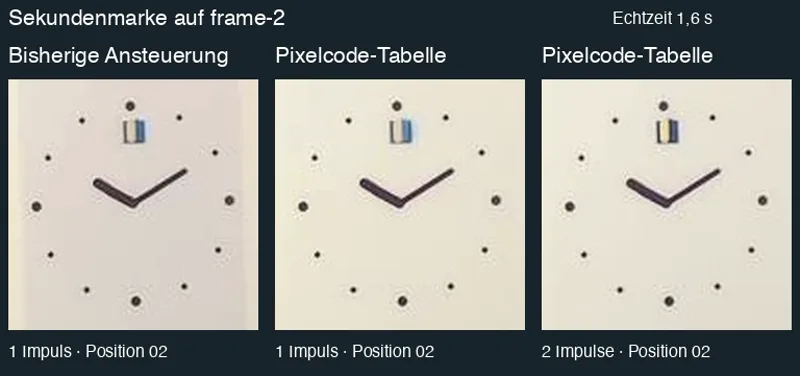 Sekundenmarke auf frame-2
Echtzeit 1,6 s
Bisherige Ansteuerung
Pixelcode-Tabelle
Pixelcode-Tabelle
1 Impuls · Position 02
1 Impuls · Position 02
2 Impulse · Position 02